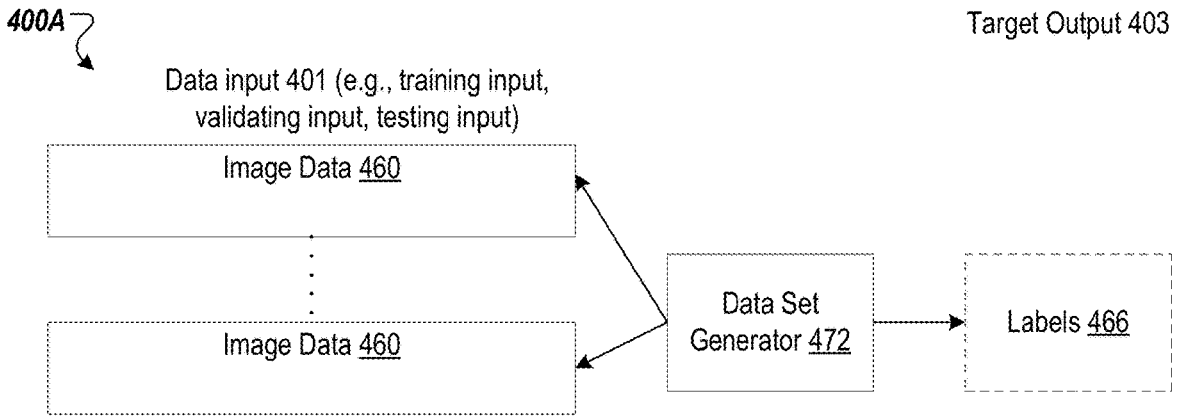 400A
Target Output 403
Data input 401 (e.g., training input,
validating input, testing input)
Image Data 460
Data Set
Generator 472
Labels 466
Image Data 460